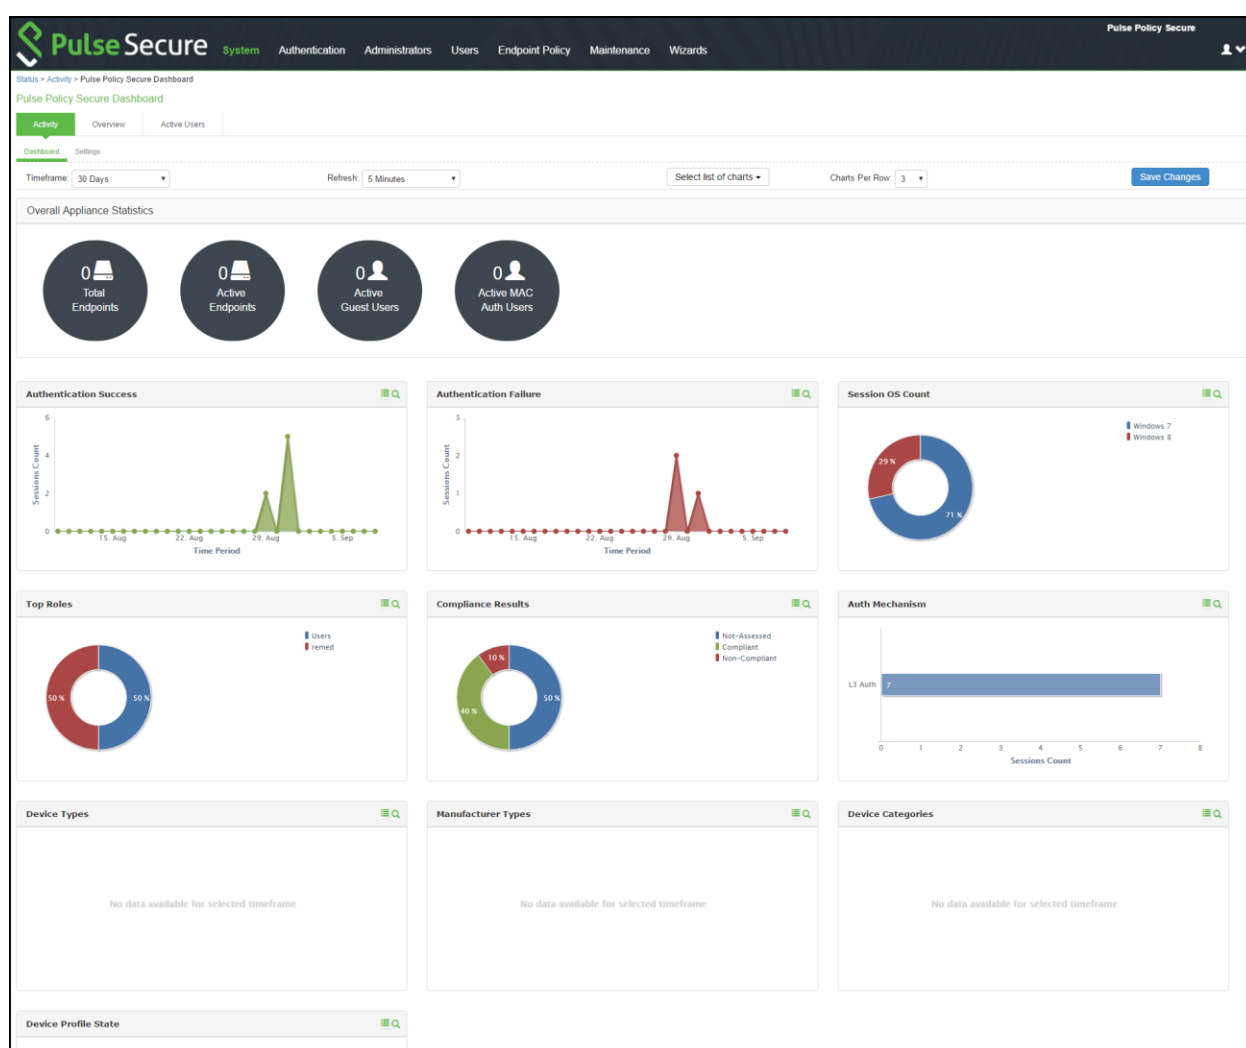 Pulse Policy Secure
Pulse Secure System Authentication Administrators Users Endpoint Policy Maintenance Wizards
Status > Activity > Pulse Policy Secure Dashboard
Pulse Policy Secure Dashboard
Activity Overview Active Users
Dashboard Settings
Timeframe: 30 Days Refresh: 5 Minutes Select list of charts Charts Per Row: 3 Save Changes
Overall Appliance Statistics
0 Total Endpoints
0 Active Endpoints
0 Active Guest Users
0 Active MAC Auth Users
Authentication Success
6
4
2
0
Sessions Count
15. Aug 22. Aug 29. Aug 5. Sep
Time Period
Authentication Failure
3
2
1
0
Sessions Count
15. Aug 22. Aug 29. Aug 5. Sep
Time Period
Session OS Count
Windows 7
Windows 8
29 %
71 %
Top Roles
Users
remed
50 % 50 %
Compliance Results
Not-Assessed
Compliant
Non-Compliant
10 %
50 %
40 %
Auth Mechanism
L3 Auth 7
0 1 2 3 4 5 6 7 8
Sessions Count
Device Types
No data available for selected timeframe
Manufacturer Types
No data available for selected timeframe
Device Categories
No data available for selected timeframe
Device Profile State